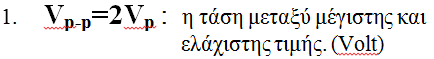 1. Vp-p=2Vp : η τάση μεταξύ μέγιστης και
ελάχιστης τιμής. (Volt)